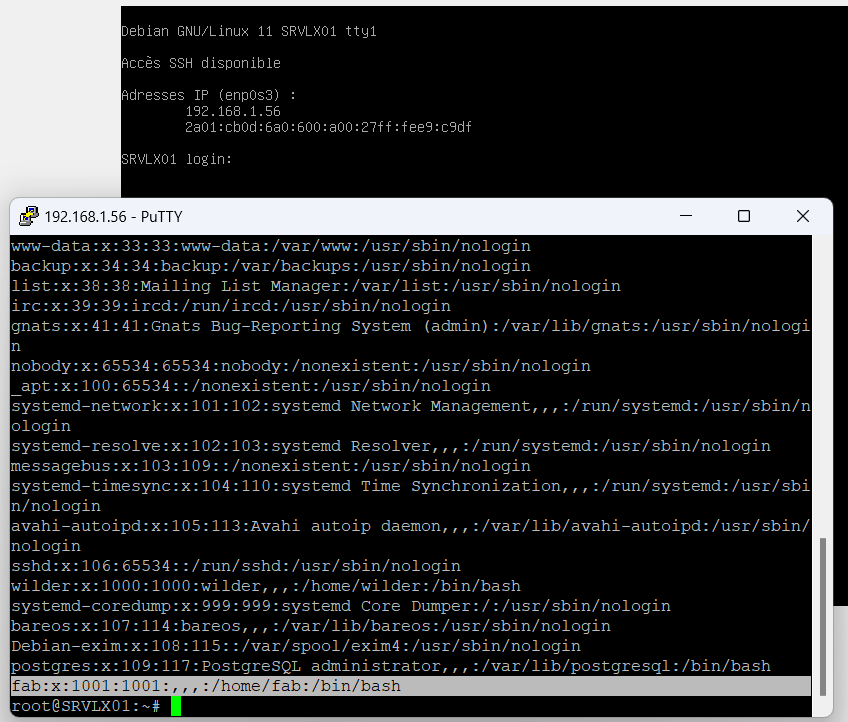 Debian GNU/Linux 11 SRVLX01 tty1
Accès SSH disponible
Adresses IP (enp0s3) :
192.168.1.56
2a01:cb0d:6a0:600:a00:27ff:fee9:c9df
SRVLX01 login:
192.168.1.56 - PuTTY
www-data:x:33:33:www-data:/var/www:/usr/sbin/nologin
backup:x:34:34:backup:/var/backups:/usr/sbin/nologin
list:x:38:38:Mailing List Manager:/var/list:/usr/sbin/nologin
irc:x:39:39:ircd:/run/ircd:/usr/sbin/nologin
gnats:x:41:41:Gnats Bug-Reporting System (admin):/var/lib/gnats:/usr/sbin/nologi
n
nobody:x:65534:65534:nobody:/nonexistent:/usr/sbin/nologin
_apt:x:100:65534::/nonexistent:/usr/sbin/nologin
systemd-network:x:101:102:systemd Network Management,,,:/run/systemd:/usr/sbin/n
ologin
systemd-resolve:x:102:103:systemd Resolver,,,:/run/systemd:/usr/sbin/nologin
messagebus:x:103:109::/nonexistent:/usr/sbin/nologin
systemd-timesync:x:104:110:systemd Time Synchronization,,,:/run/systemd:/usr/sbi
n/nologin
avahi-autoipd:x:105:113:Avahi autoip daemon,,,:/var/lib/avahi-autoipd:/usr/sbin/
nologin
sshd:x:106:65534::/run/sshd:/usr/sbin/nologin
wilder:x:1000:1000:wilder,,,:/home/wilder:/bin/bash
systemd-coredump:x:999:999:systemd Core Dumper:/:/usr/sbin/nologin
bareos:x:107:114:bareos,,,:/var/lib/bareos:/usr/sbin/nologin
Debian-exim:x:108:115::/var/spool/exim4:/usr/sbin/nologin
postgres:x:109:117:PostgreSQL administrator,,,:/var/lib/postgresql:/bin/bash
fab:x:1001:1001:,,,:/home/fab:/bin/bash
root@SRVLX01:~#